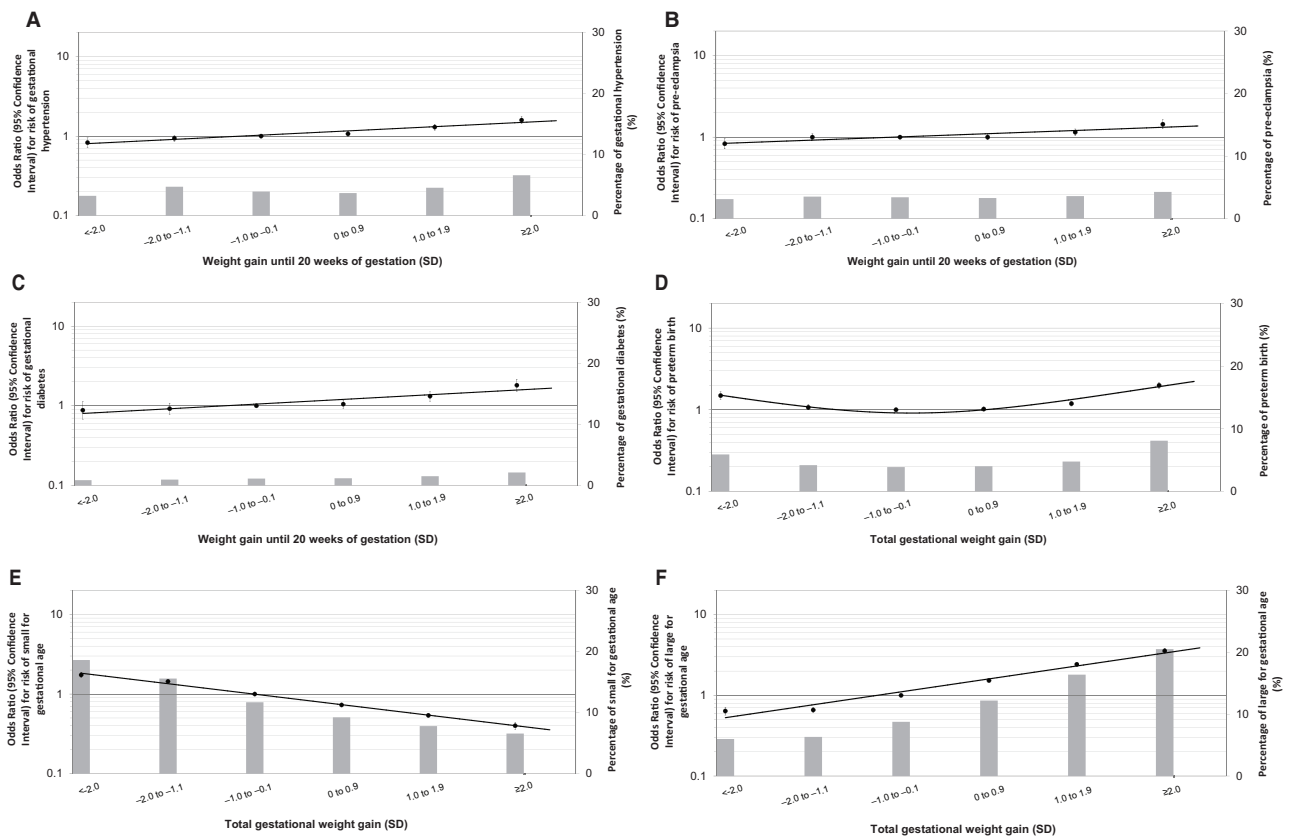 A
Odds Ratio (95% Confidence
Interval) for risk of gestational
hypertension
10
1
0.1
30
20
10
0
Percentage of gestational hypertension
(%)
<-2.0
–2.0 to –1.1
–1.0 to –0.1
0 to 0.9
1.0 to 1.9
≥2.0
Weight gain until 20 weeks of gestation (SD)
B
Odds Ratio (95% Confidence
Interval) for risk of pre-eclampsia
10
1
0.1
30
20
10
0
Percentage of pre-eclampsia (%)
<-2.0
–2.0 to –1.1
–1.0 to –0.1
0 to 0.9
1.0 to 1.9
≥2.0
Weight gain until 20 weeks of gestation (SD)
C
Odds Ratio (95% Confidence
Interval) for risk of gestational
diabetes
10
1
0.1
30
20
10
0
Percentage of gestational diabetes (%)
<-2.0
–2.0 to –1.1
–1.0 to –0.1
0 to 0.9
1.0 to 1.9
≥2.0
Weight gain until 20 weeks of gestation (SD)
D
Odds Ratio (95% Confidence
Interval) for risk of preterm birth
10
1
0.1
30
20
10
0
Percentage of preterm birth (%)
<-2.0
–2.0 to –1.1
–1.0 to –0.1
0 to 0.9
1.0 to 1.9
≥2.0
Total gestational weight gain (SD)
E
Odds Ratio (95% Confidence
Interval) for risk of small for
gestational age
10
1
0.1
30
20
10
0
Percentage of small for gestational age
(%)
<-2.0
–2.0 to –1.1
–1.0 to –0.1
0 to 0.9
1.0 to 1.9
≥2.0
Total gestational weight gain (SD)
F
Odds Ratio (95% Confidence
Interval) for risk of large for
gestational age
10
1
0.1
30
20
10
0
Percentage of large for gestational age
(%)
<-2.0
–2.0 to –1.1
–1.0 to –0.1
0 to 0.9
1.0 to 1.9
≥2.0
Total gestational weight gain (SD)